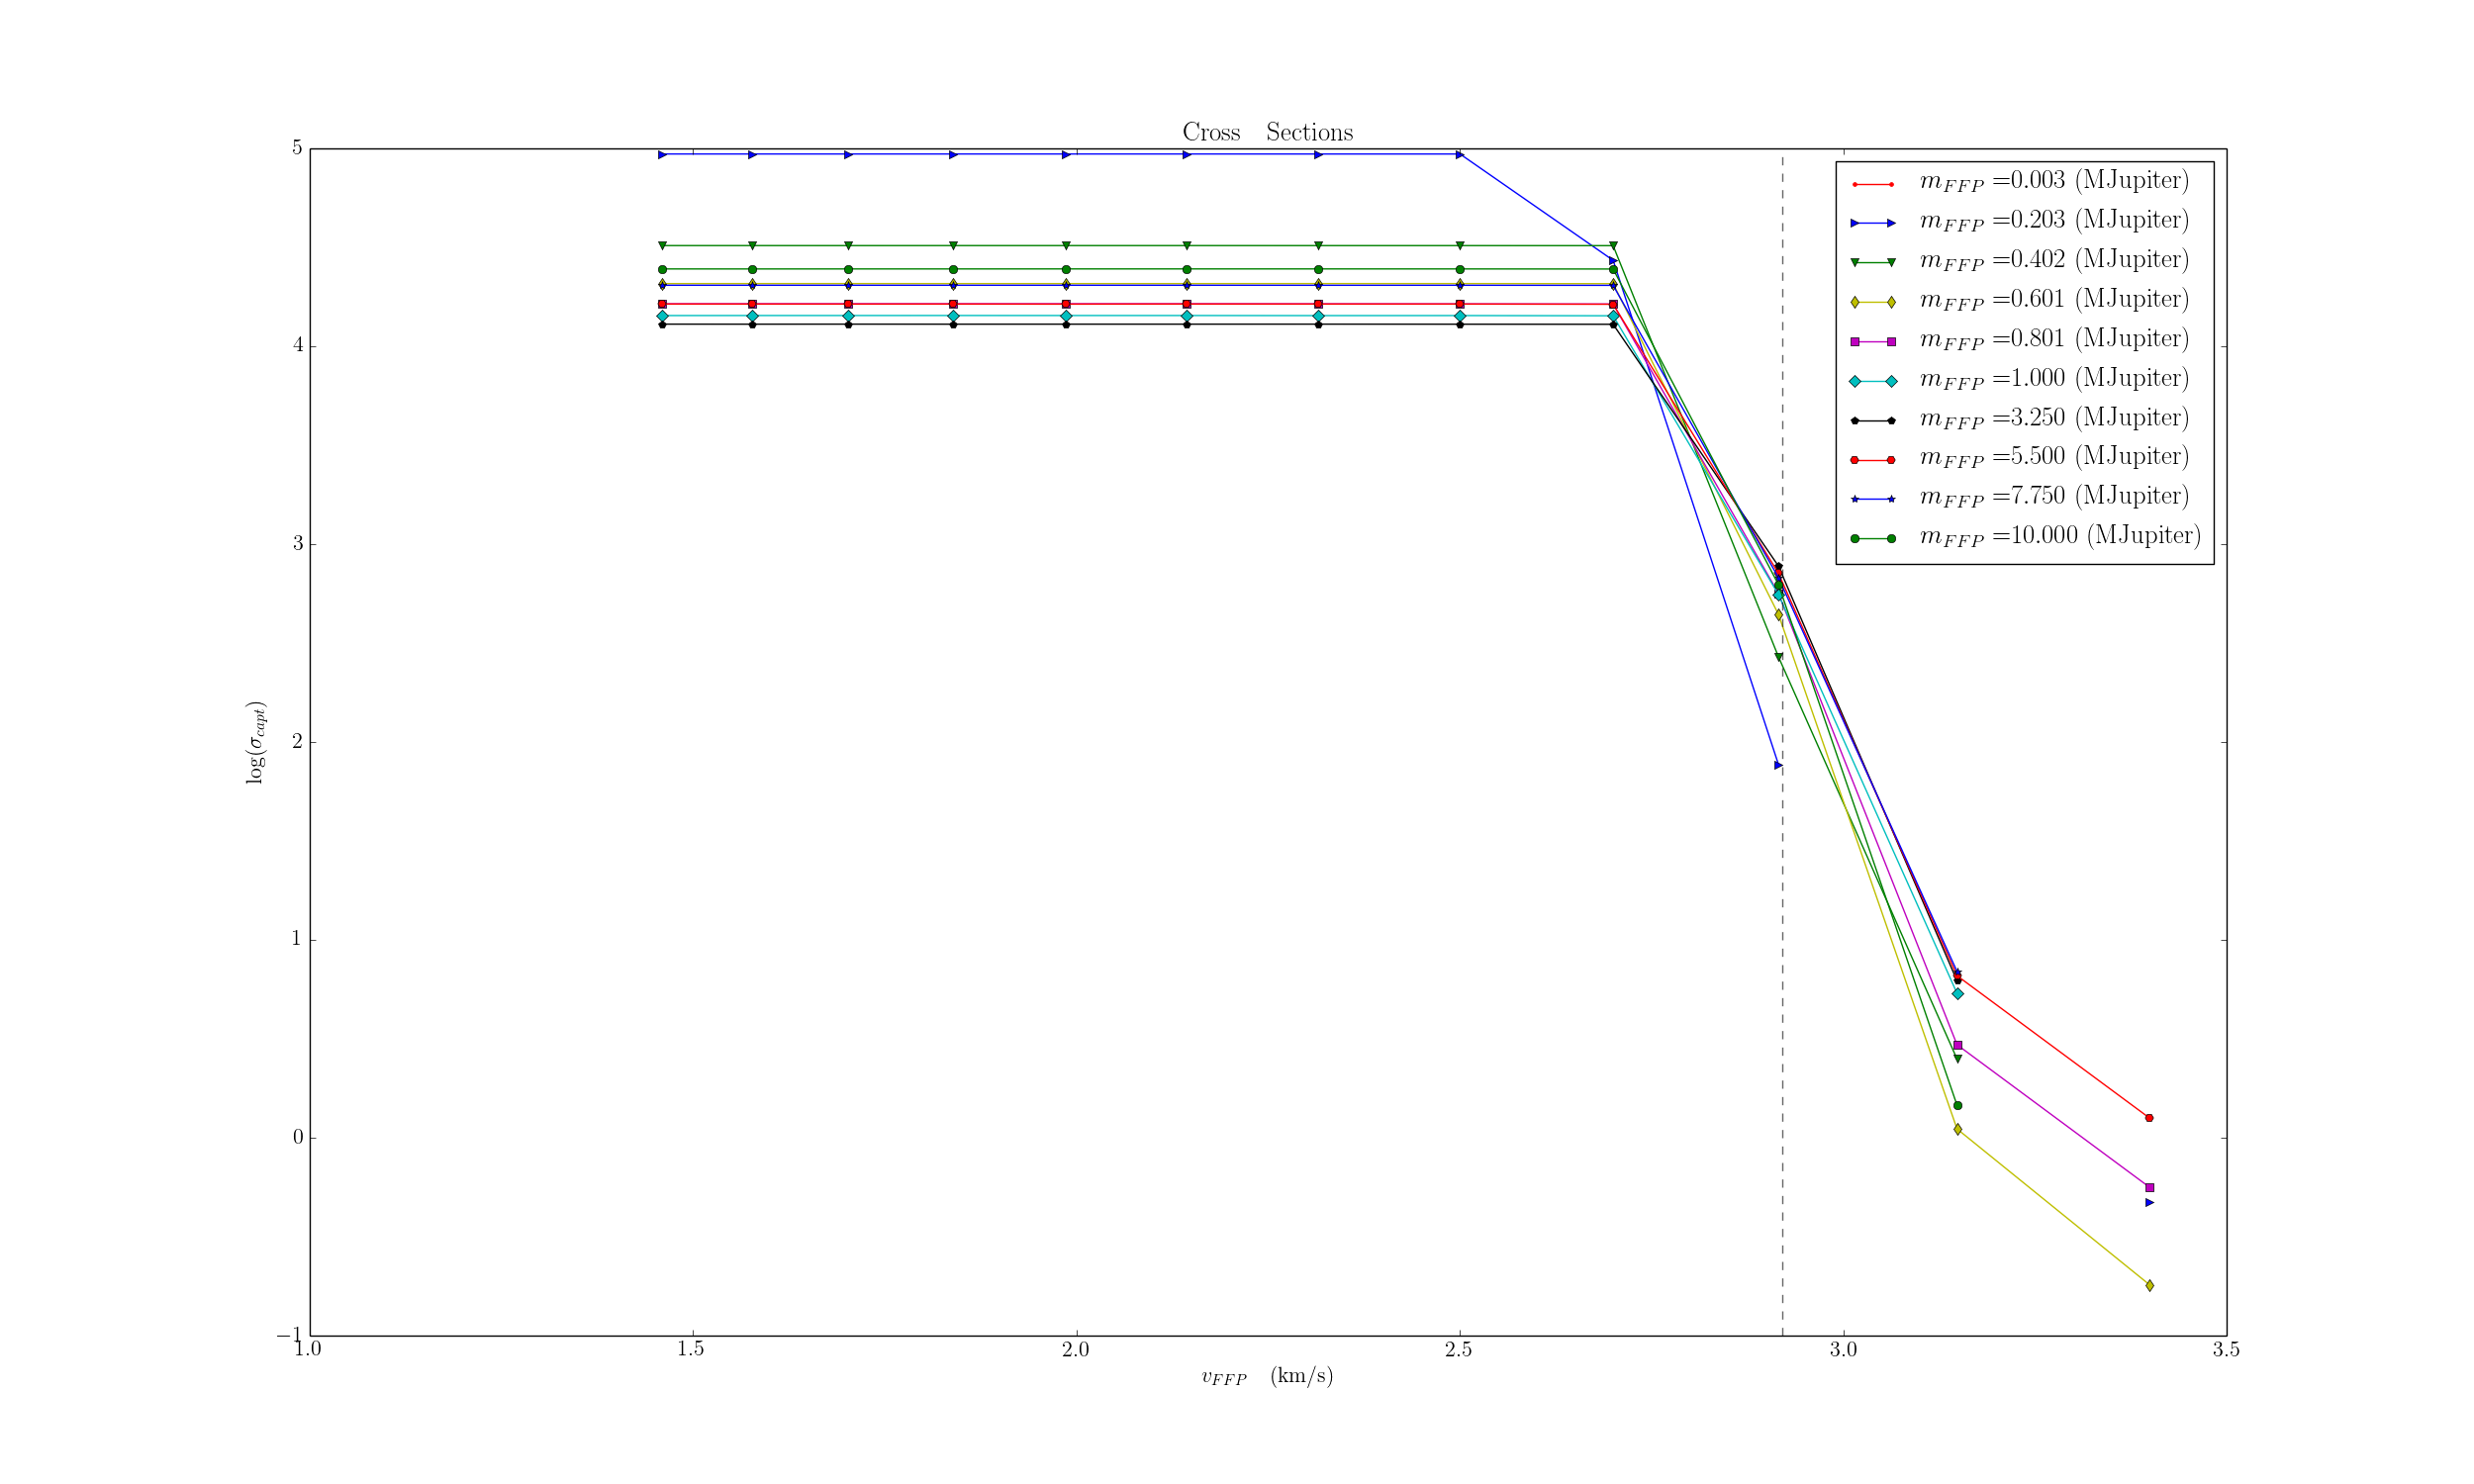 Cross Sections
5
4
3
2
1
0
−1
log(σcapt)
1.0 1.5 2.0 2.5 3.0 3.5
vFFP (km/s)
mFFP =0.003 (MJupiter)
mFFP =0.203 (MJupiter)
mFFP =0.402 (MJupiter)
mFFP =0.601 (MJupiter)
mFFP =0.801 (MJupiter)
mFFP =1.000 (MJupiter)
mFFP =3.250 (MJupiter)
mFFP =5.500 (MJupiter)
mFFP =7.750 (MJupiter)
mFFP =10.000 (MJupiter)